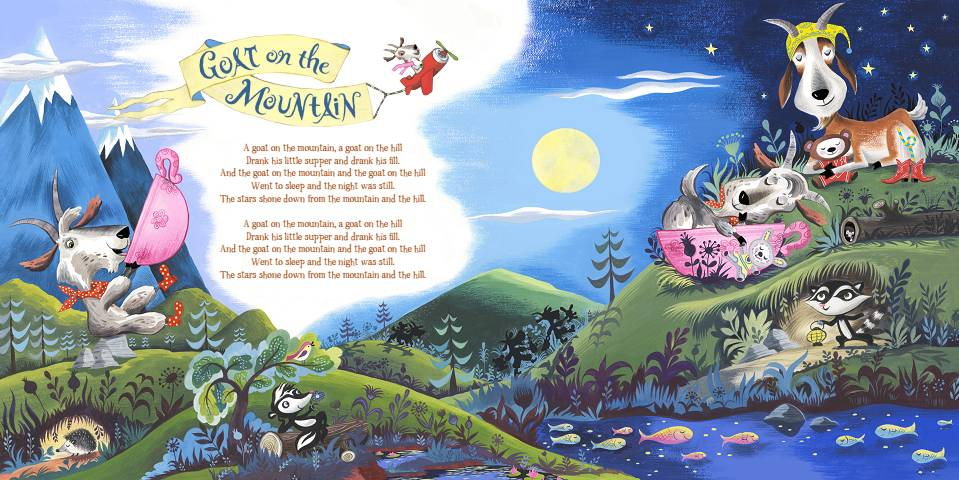 GOAT on the
MOUNTAIN
A goat on the mountain, a goat on the hill
Drank his little supper and drank his fill.
And the goat on the mountain and the goat on the hill
Went to sleep and the night was still.
The stars shone down from the mountain and the hill.
A goat on the mountain, a goat on the hill
Drank his little supper and drank his fill.
And the goat on the mountain and the goat on the hill
Went to sleep and the night was still.
The stars shone down from the mountain and the hill.